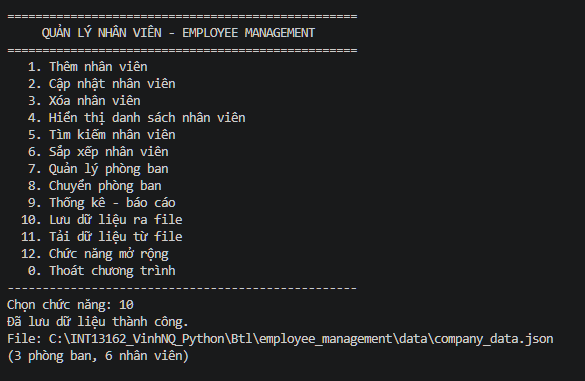 ==================================================
QUẢN LÝ NHÂN VIÊN - EMPLOYEE MANAGEMENT
==================================================
1. Thêm nhân viên
2. Cập nhật nhân viên
3. Xóa nhân viên
4. Hiển thị danh sách nhân viên
5. Tìm kiếm nhân viên
6. Sắp xếp nhân viên
7. Quản lý phòng ban
8. Chuyển phòng ban
9. Thống kê - báo cáo
10. Lưu dữ liệu ra file
11. Tải dữ liệu từ file
12. Chức năng mở rộng
0. Thoát chương trình
--------------------------------------------------
Chọn chức năng: 10
Đã lưu dữ liệu thành công.
File: C:\INT13162_VinhNQ_Python\Btl\employee_management\data\company_data.json
(3 phòng ban, 6 nhân viên)